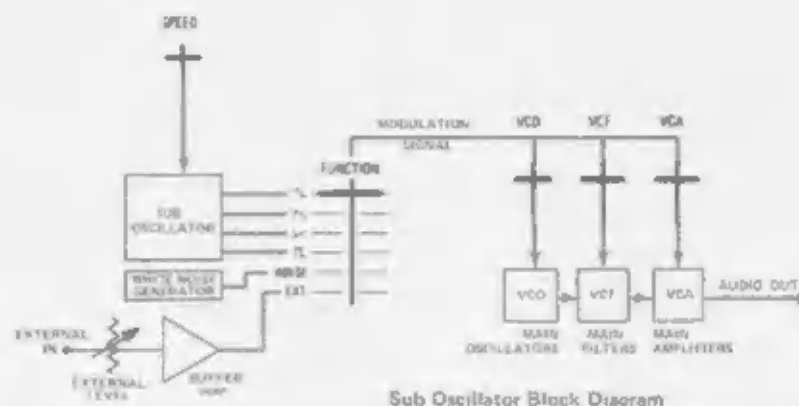 SPEED
MODULATION
SIGNAL
VCO
VCF
VCA
FUNCTION
SUB
OSCILLATOR
WHITE NOISE
GENERATOR
NOISE
EXT
EXTERNAL
IN
EXTERNAL
LEVEL
BUFFER
AMP
VCO
VCF
VCA
AUDIO OUT
MAIN
OSCILLATORS
MAIN
FILTERS
MAIN
AMPLIFIERS
Sub Oscillator Block Diagram